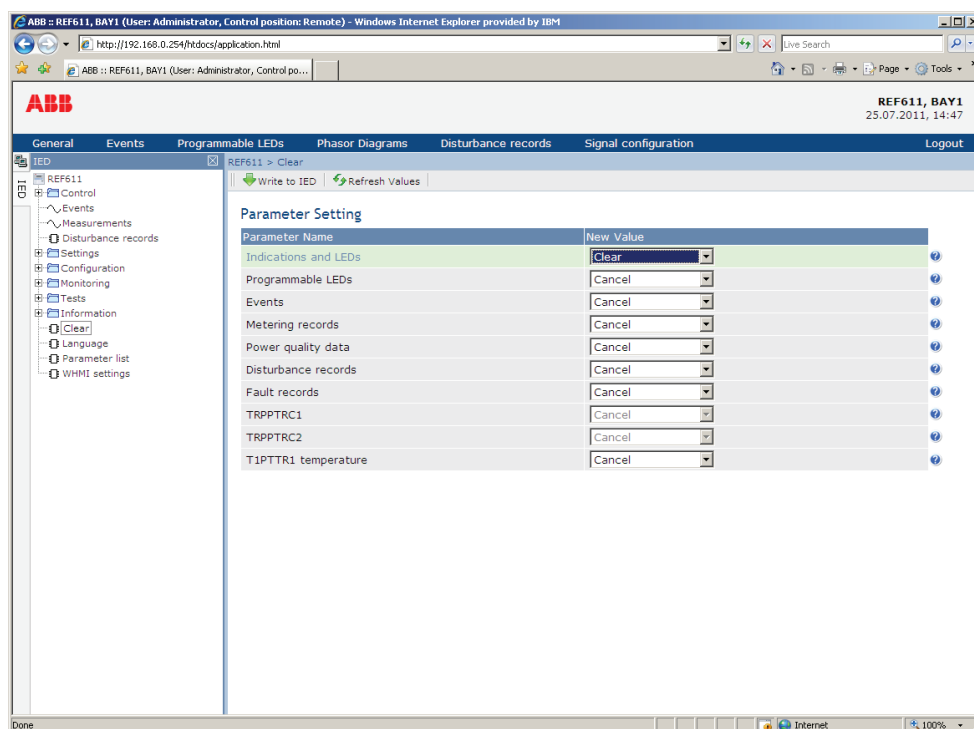 ABB :: REF611, BAY1 (User: Administrator, Control position: Remote) - Windows Internet Explorer provided by IBM
http://192.168.0.254/htdocs/application.html
Live Search
ABB :: REF611, BAY1 (User: Administrator, Control po...
Page
Tools
ABB
REF611, BAY1
25.07.2011, 14:47
General Events Programmable LEDs Phasor Diagrams Disturbance records Signal configuration Logout
IED
IED
REF611
Control
Events
Measurements
Disturbance records
Settings
Configuration
Monitoring
Tests
Information
Clear
Language
Parameter list
WHMI settings
REF611 > Clear
Write to IED Refresh Values
Parameter Setting
Parameter Name New Value
Indications and LEDs Clear
Programmable LEDs Cancel
Events Cancel
Metering records Cancel
Power quality data Cancel
Disturbance records Cancel
Fault records Cancel
TRPPTRC1 Cancel
TRPPTRC2 Cancel
T1PTTR1 temperature Cancel
Done Internet 100%